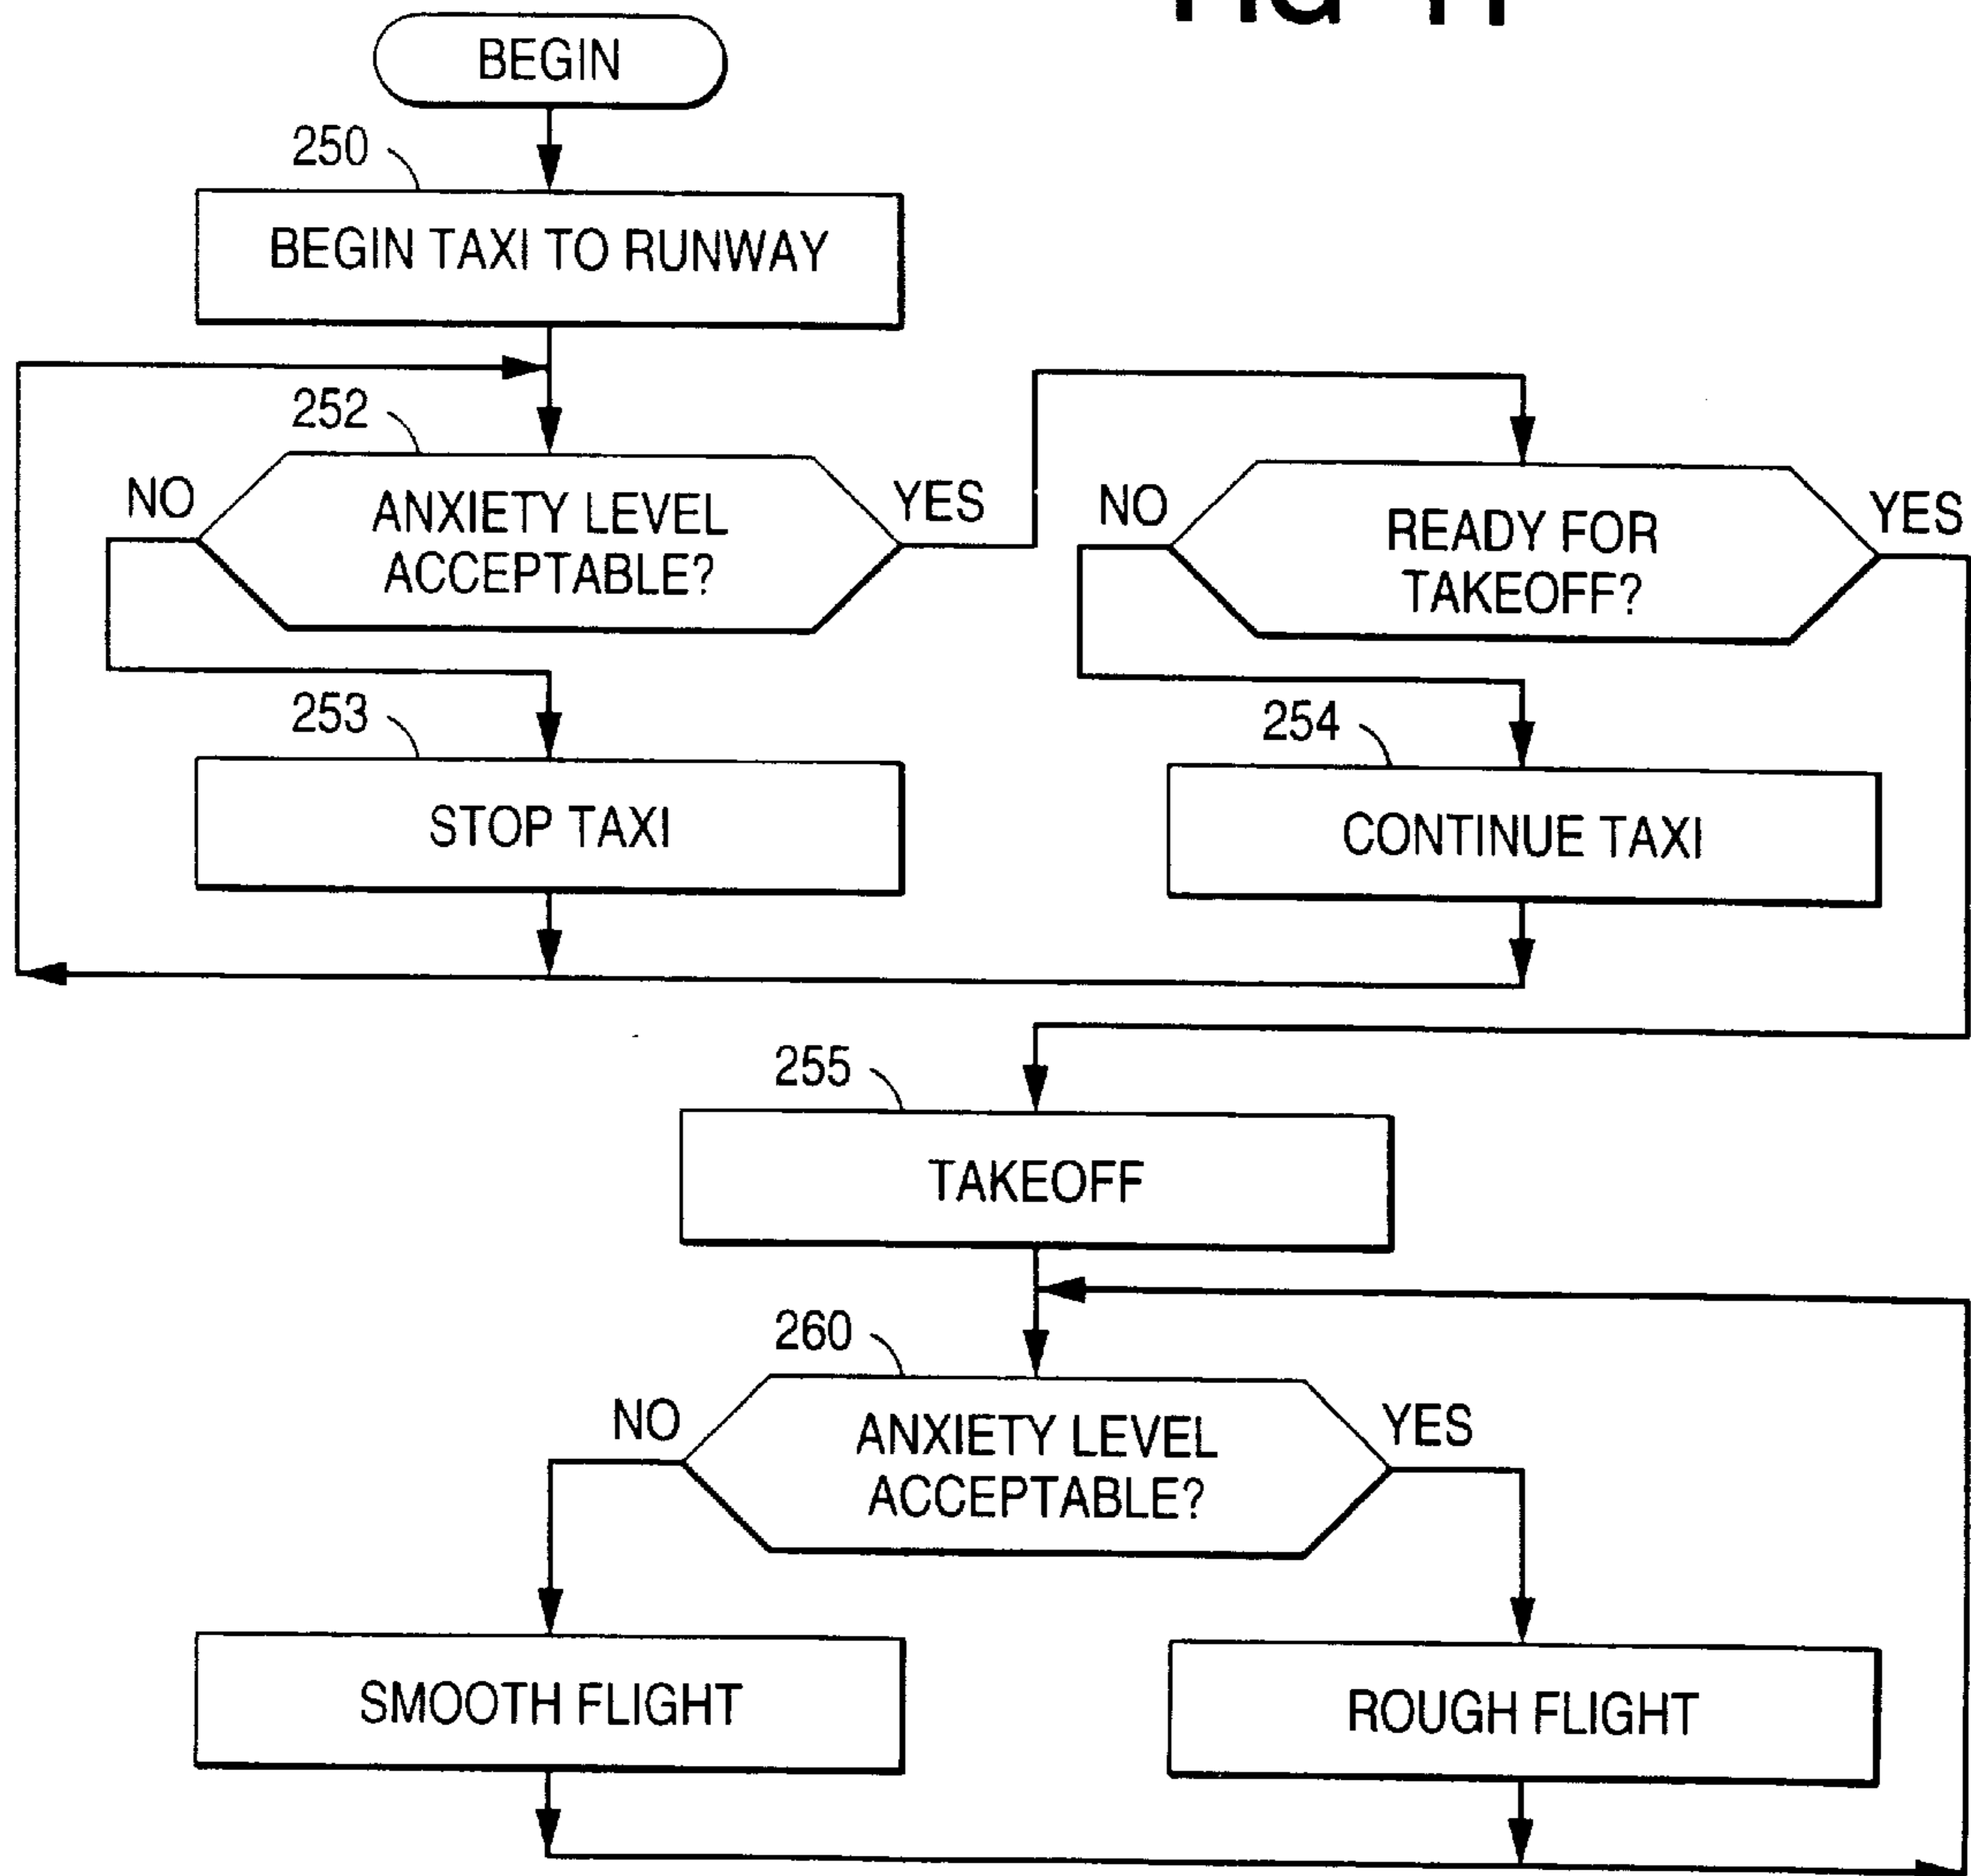 BEGIN
250
BEGIN TAXI TO RUNWAY
252
NO
ANXIETY LEVEL
ACCEPTABLE?
YES
NO
READY FOR
TAKEOFF?
YES
253
STOP TAXI
254
CONTINUE TAXI
255
TAKEOFF
260
NO
ANXIETY LEVEL
ACCEPTABLE?
YES
SMOOTH FLIGHT
ROUGH FLIGHT